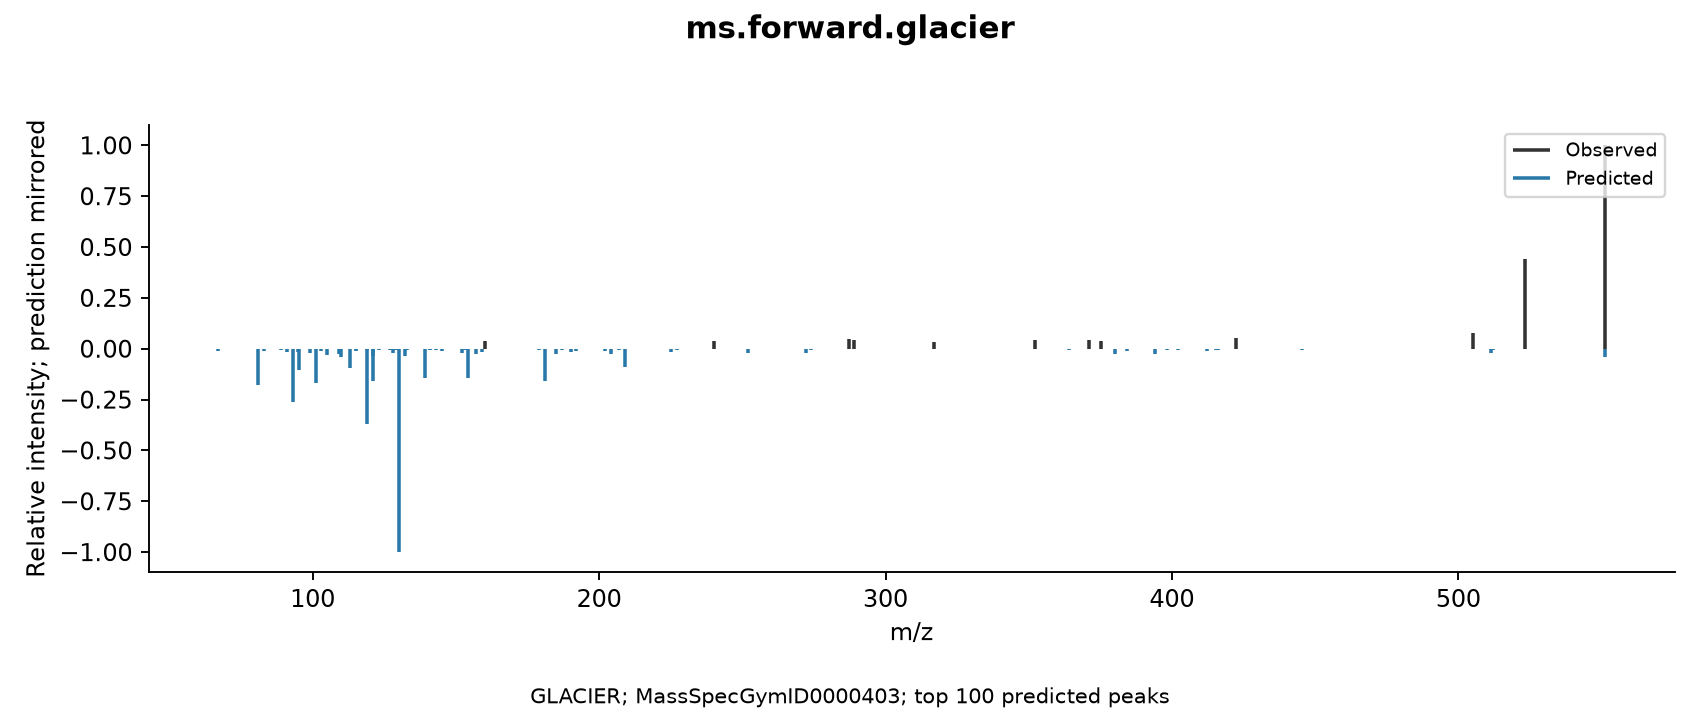 ms.forward.glacier
Relative intensity; prediction mirrored
1.00
0.75
0.50
0.25
0.00
−0.25
−0.50
−0.75
−1.00
Observed
Predicted
100
200
300
400
500
m/z
GLACIER; MassSpecGymID0000403; top 100 predicted peaks